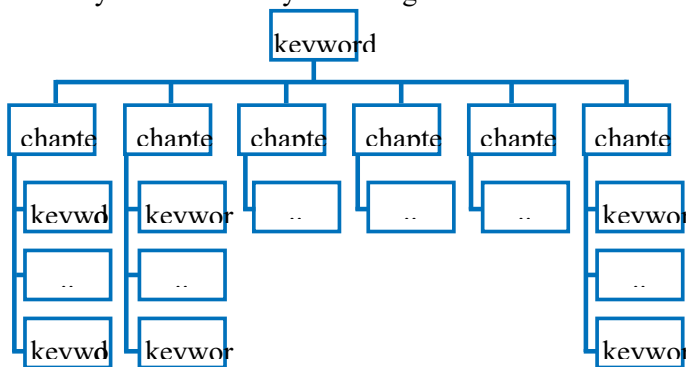 keyword
chapte chapte chapte chapte chapte chapte
keywd keywor .. .. .. keywor
.. .. ..
keywd keywor keywor